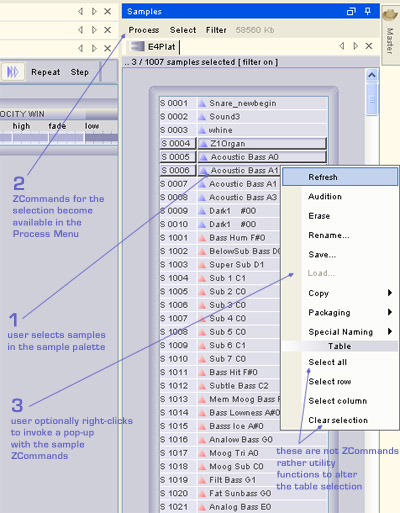 Samples
Process Select Filter 58560 Kb
Master
E4Plat
.. 3 / 1007 samples selected [ filter on ]
Repeat Step
OCITY WIN
high fade low
2
ZCommands for the
selection become
available in the
Process Menu
1
user selects samples
in the sample palette
3
user optionally right-clicks
to invoke a pop-up
with the sample
ZCommands
S 0001 Snare_newbegin
S 0002 Sound3
S 0003 whine
S 0004 Z1Organ
S 0005 Acoustic Bass A0
S 0006 Acoustic Bass A1
S 0007 Acoustic Bass A1
S 0008 Acoustic Bass A3
S 0009 Dark1 #00
S 0010 Dark1 #00
S 1001 Bass Hum F#0
S 1002 BelowSub Bass D0
S 1003 Super Sub D1
S 1004 Sub 1 C1
S 1005 Sub 2 C0
S 1006 Sub 3 C0
S 1007 Sub 4 C0
S 1008 Sub 5 C0
S 1009 Sub 6 C1
S 1010 Sub 7 C0
S 1011 Bass Hit F#0
S 1012 Subtle Bass C2
S 1013 Mem Moog Bass F
S 1014 Bass Lowness A#0
S 1015 Basss Ice A#0
S 1016 Analow Bass G0
S 1017 Moog Tri A0
S 1018 Moog Sub C0
S 1019 Filt Bass G1
S 1020 Fat Sunbass G0
S 1021 Analog Bass E0
Refresh
Audition
Erase
Rename...
Save...
Load...
Copy
Packaging
Special Naming
Table
Select all
Select row
Select column
Clear selection
these are not ZCommands
rather utility
functions to alter
the table selection